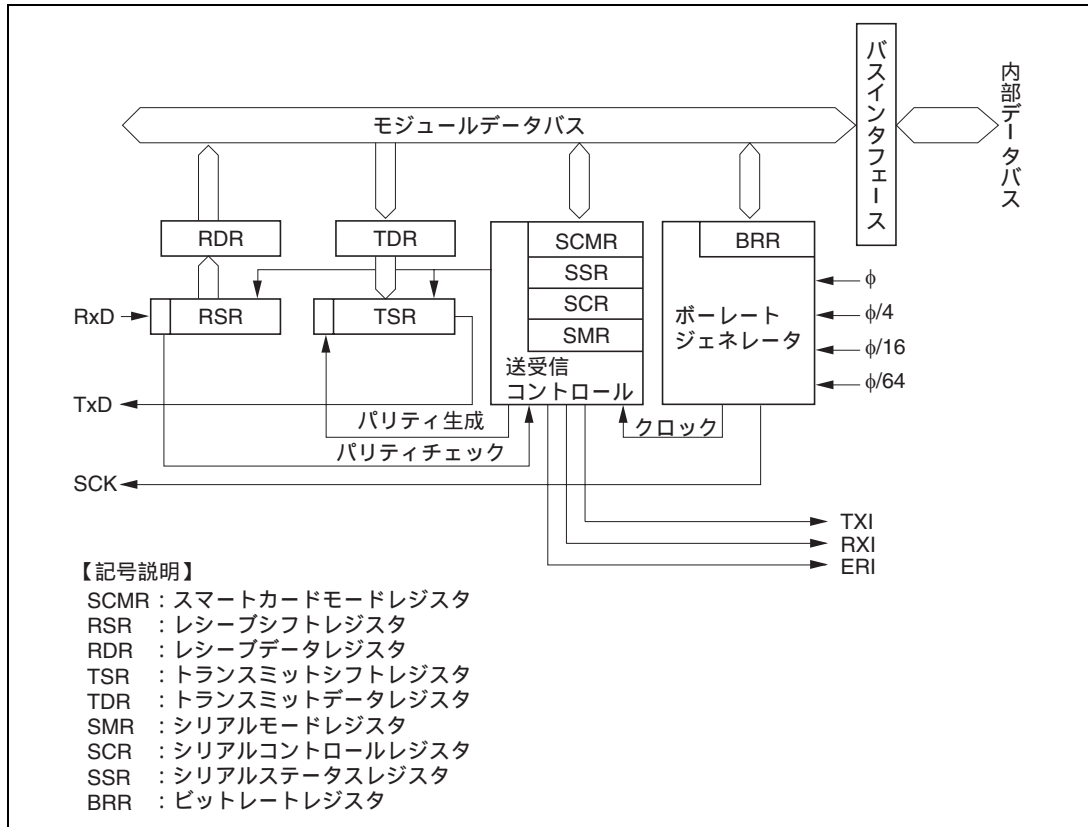 バスインタフェース
内部データバス
モジュールデータバス
RDR
TDR
SCMR
BRR
SSR
φ
RxD
RSR
TSR
SCR
ボーレート
ジェネレータ
φ/4
SMR
φ/16
送受信
コントロール
φ/64
TxD
パリティ生成
クロック
パリティチェック
SCK
TXI
RXI
ERI
【記号説明】
SCMR：スマートカードモードレジスタ
RSR ：レシーブシフトレジスタ
RDR ：レシーブデータレジスタ
TSR ：トランスミットシフトレジスタ
TDR ：トランスミットデータレジスタ
SMR ：シリアルモードレジスタ
SCR ：シリアルコントロールレジスタ
SSR ：シリアルステータスレジスタ
BRR ：ビットレートレジスタ